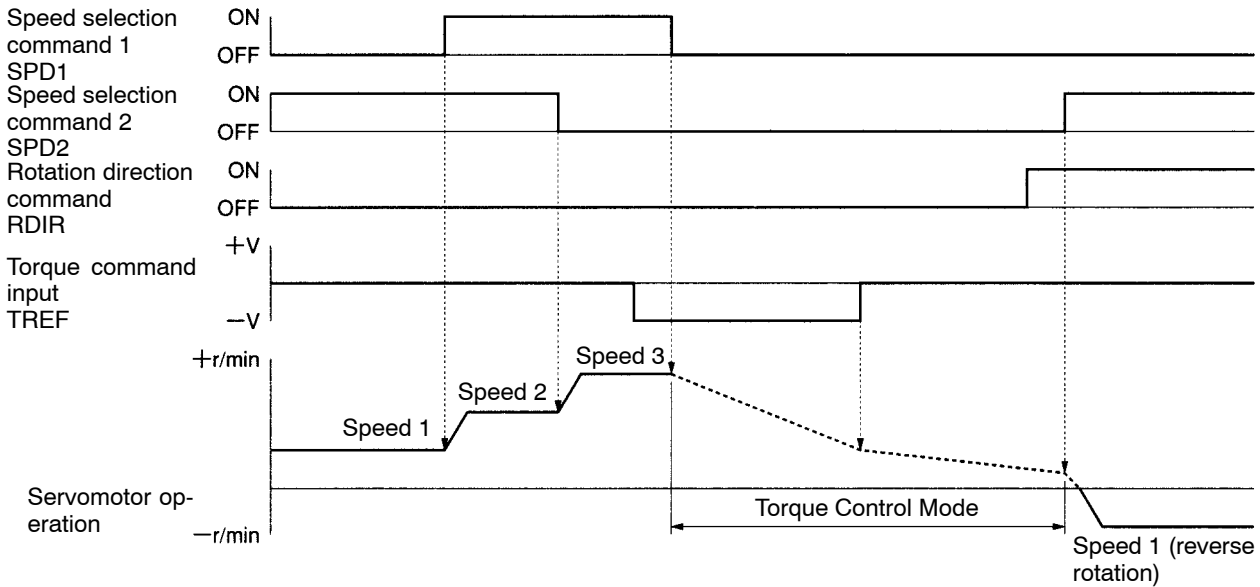 Speed selection
command 1
SPD1
ON
OFF
Speed selection
command 2
SPD2
ON
OFF
Rotation direction
command
RDIR
ON
OFF
Torque command
input
TREF
+V
−V
+r/min
Speed 1
Speed 2
Speed 3
Servomotor op-
eration
−r/min
Torque Control Mode
Speed 1 (reverse
rotation)